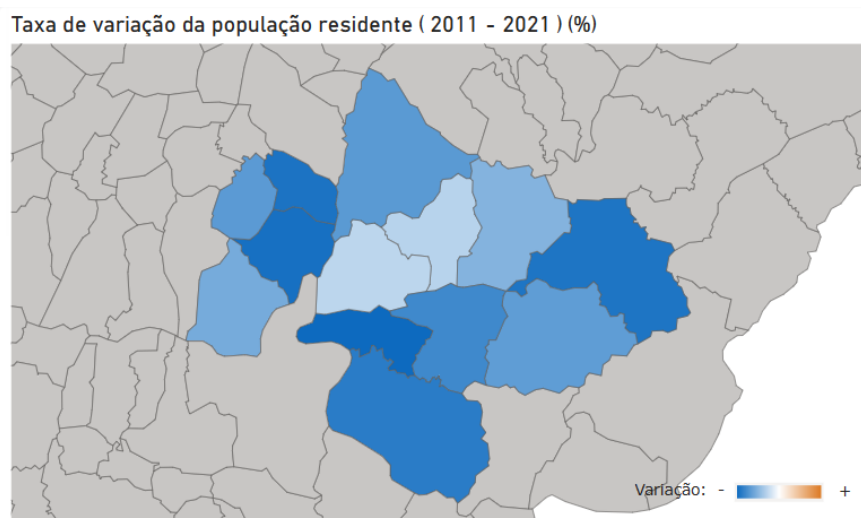 Taxa de variação da população residente ( 2011 - 2021 ) (%)
Variação: - +